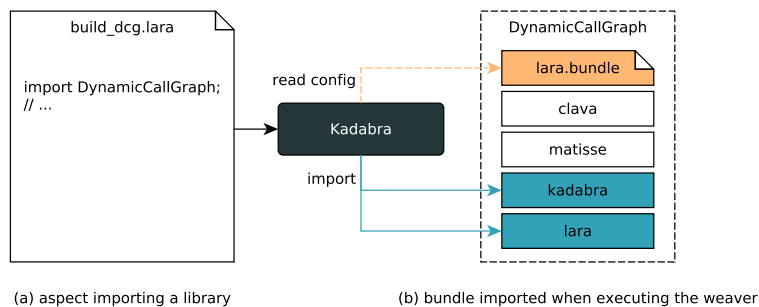 build_dcg.lara
import DynamicCallGraph;
// ...
read config
Kadabra
import
DynamicCallGraph
lara.bundle
clava
matisse
kadabra
lara
(a) aspect importing a library
(b) bundle imported when executing the weaver